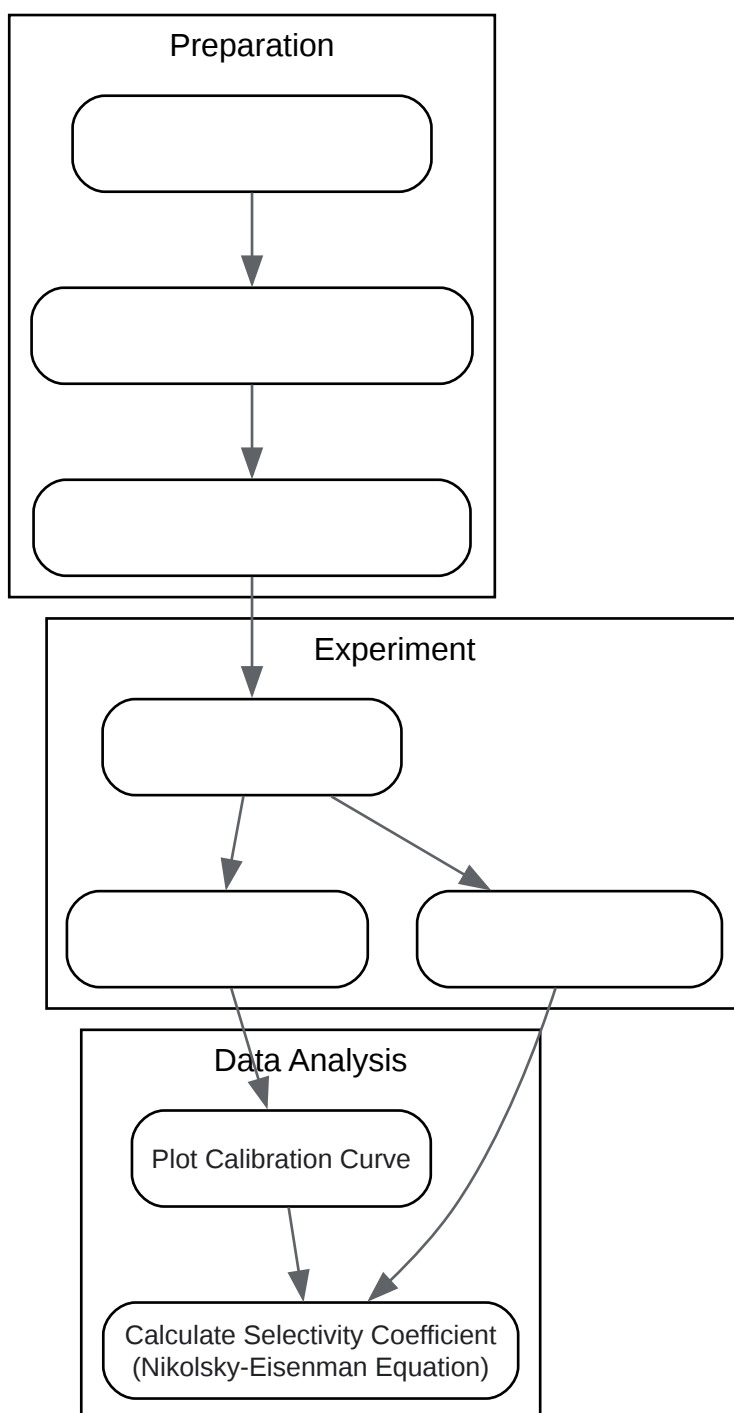 Preparation
Experiment
Data Analysis
Plot Calibration Curve
Calculate Selectivity Coefficient
(Nikolsky-Eisenman Equation)